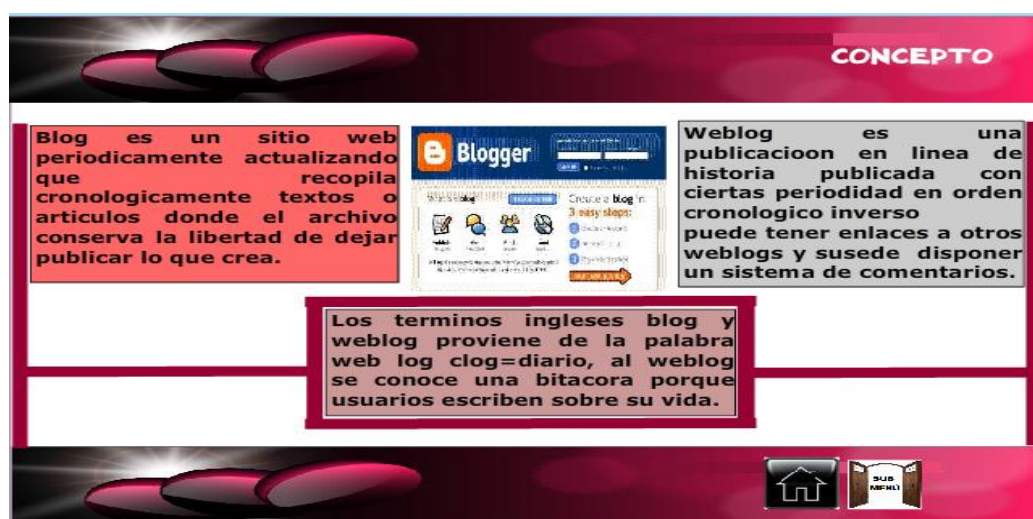 CONCEPTO
Blog es un sitio web
periodicamente actualizando
que recopila
cronologicamente textos o
articulos donde el archivo
conserva la libertad de dejar
publicar lo que crea.
Blogger
Create a blog in
3 easy steps:
Weblog es una
publicacioon en linea de
historia publicada con
ciertas periodidad en orden
cronologico inverso
puede tener enlaces a otros
weblogs y susede disponer
un sistema de comentarios.
Los terminos ingleses blog y
weblog proviene de la palabra
web log clog=diario, al weblog
se conoce una bitacora porque
usuarios escriben sobre su vida.
SUB
MENÚ